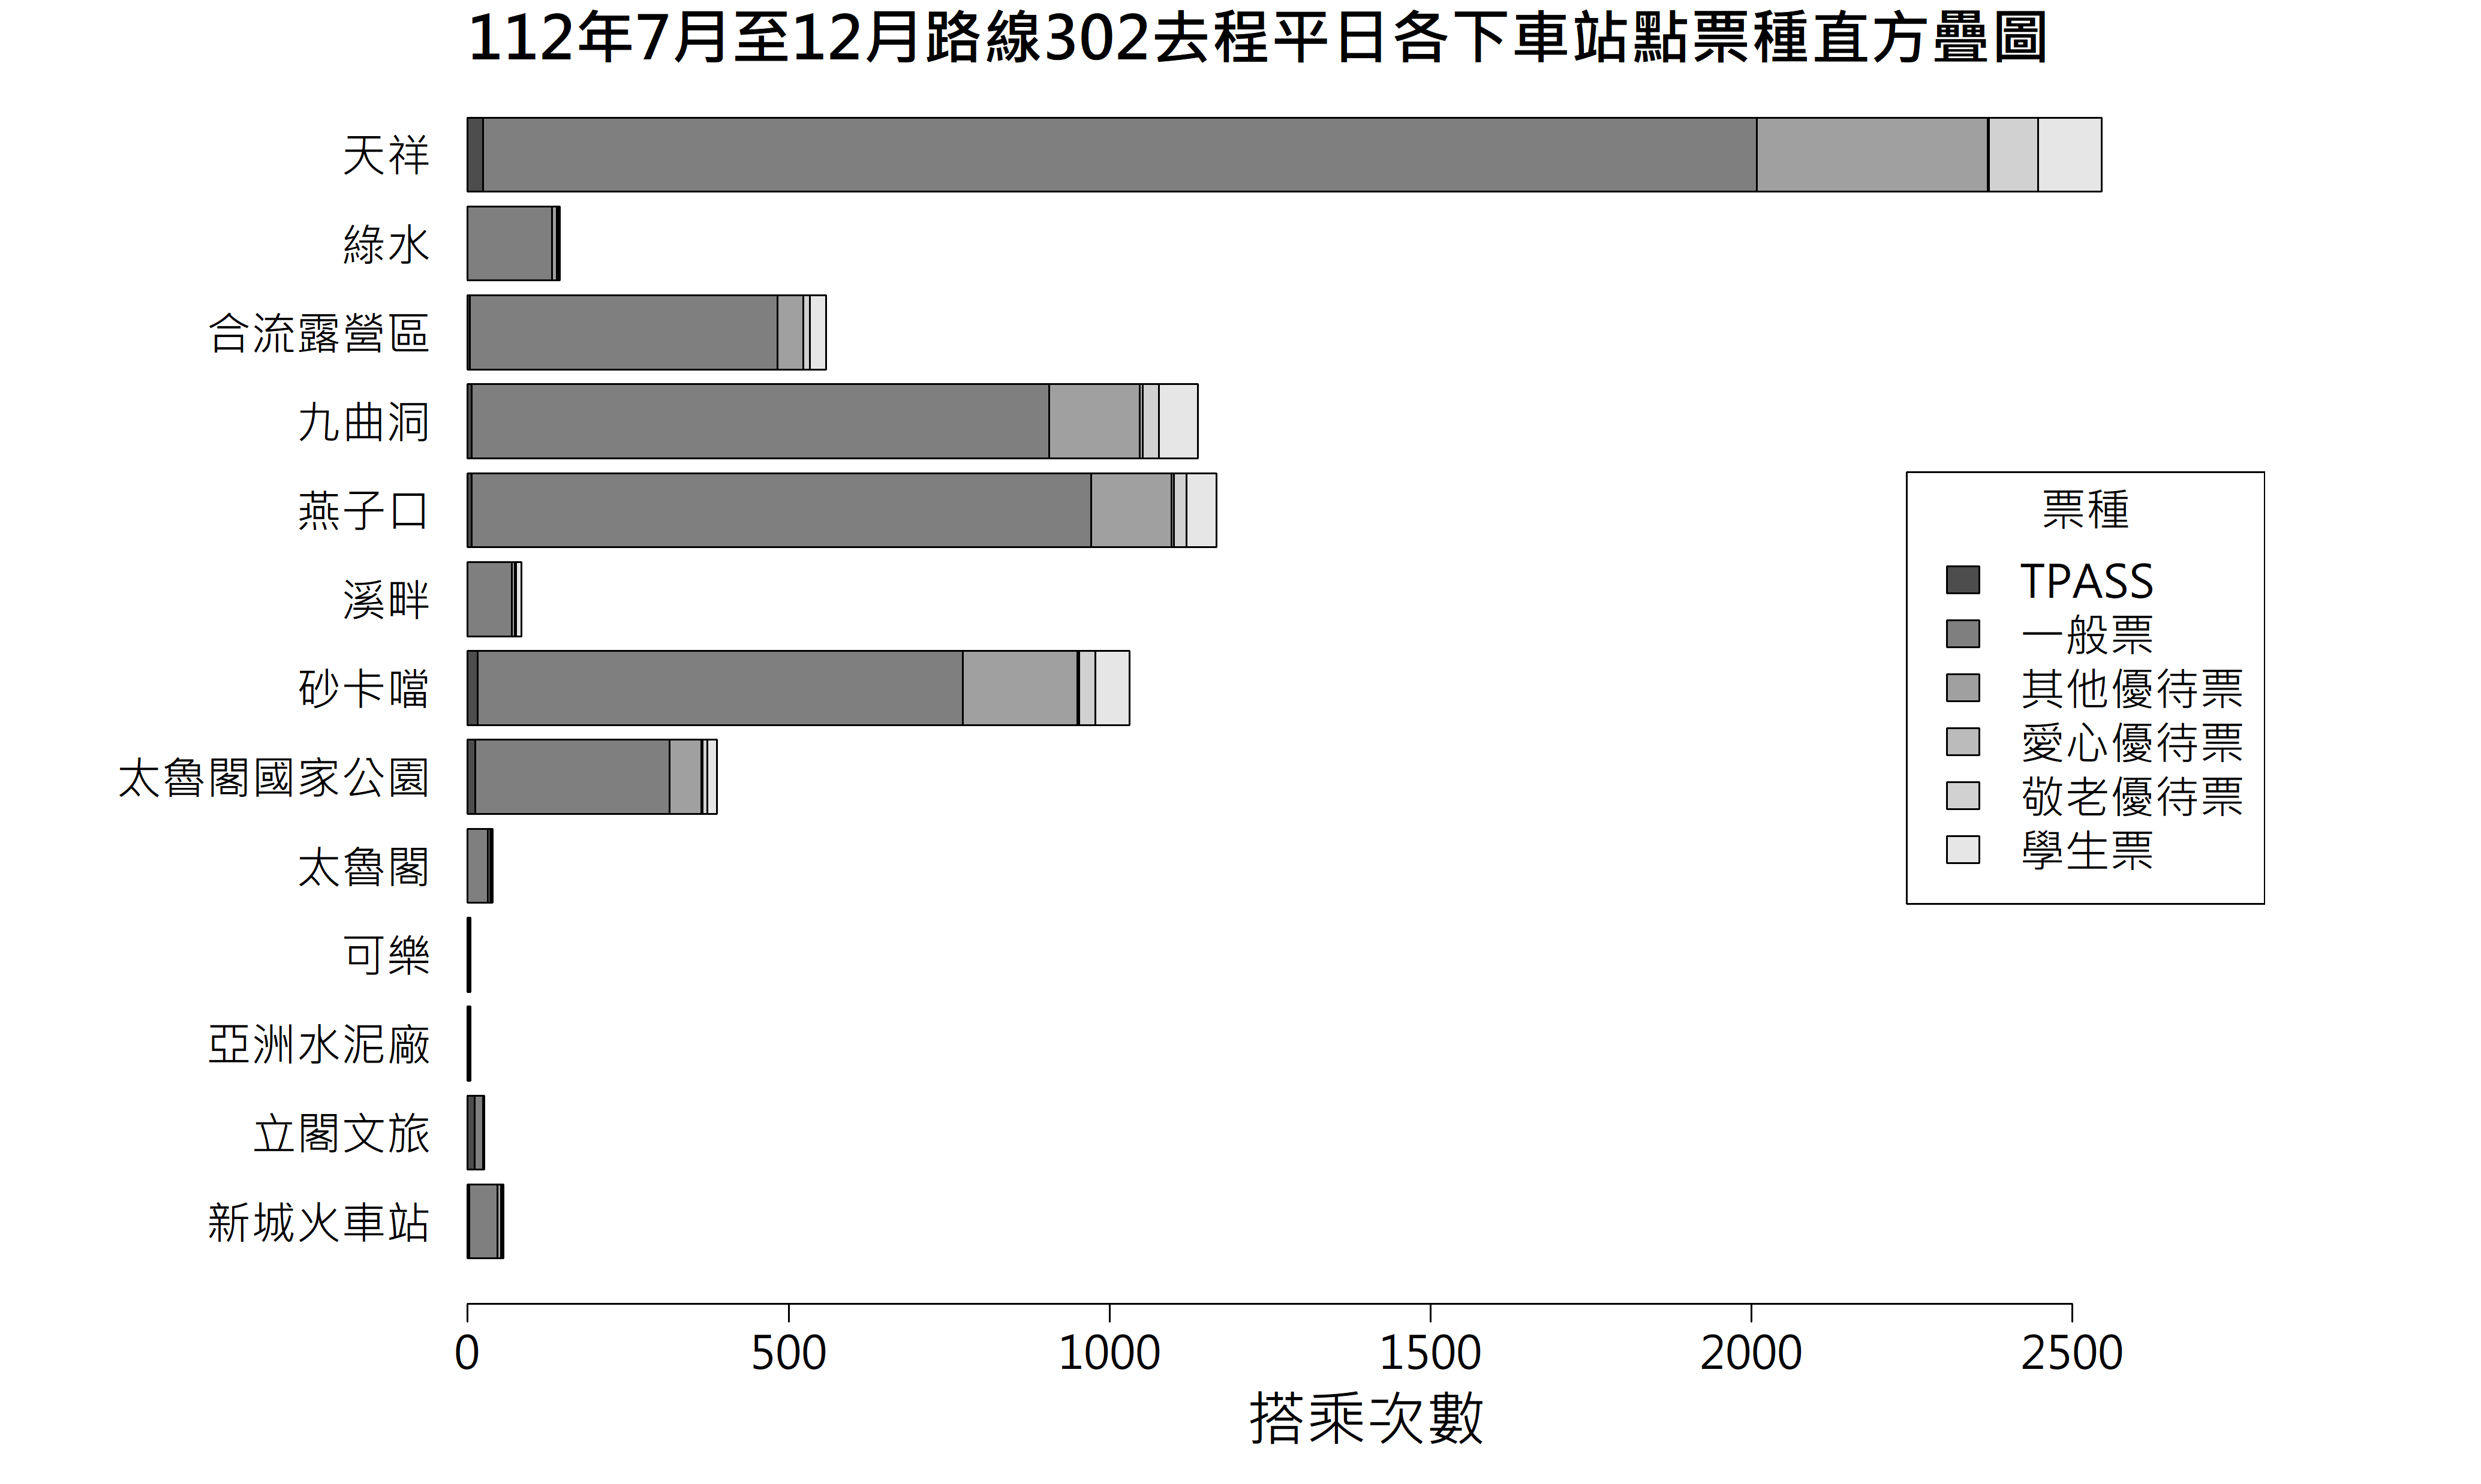 112年7月至12月路線302去程平日各下車站點票種直方疊圖
天祥
綠水
合流露營區
九曲洞
燕子口
溪畔
砂卡噹
太魯閣國家公園
太魯閣
可樂
亞洲水泥廠
立閣文旅
新城火車站
票種
TPASS
一般票
其他優待票
愛心優待票
敬老優待票
學生票
0 500 1000 1500 2000 2500
搭乘次數